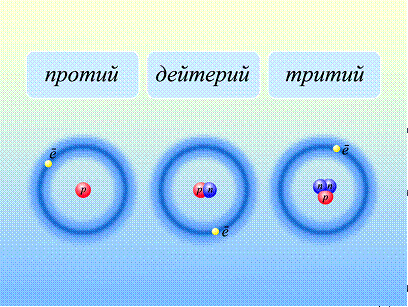 протий дейтерий тритий
ē ē ē
p p n n n p